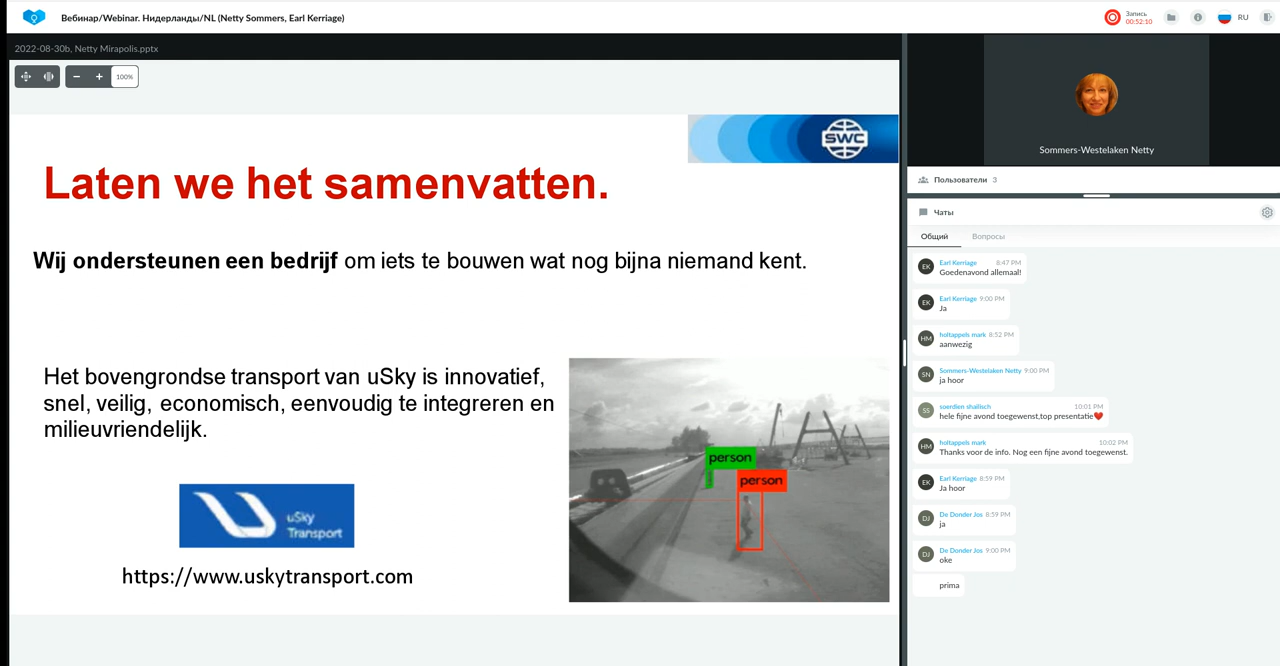 Вебинар/Webinar. Нидерланды/NL (Netty Sommers, Earl Kerriage)
Запись
00:52:10
RU
2022-08-30b, Netty Mirapolis.pptx
100%
SWC
Laten we het samenvatten.
Wij ondersteunen een bedrijf om iets te bouwen wat nog bijna niemand kent.
Het bovengrondse transport van uSky is innovatief,
snel, veilig, economisch, eenvoudig te integreren en
milieuvriendelijk.
person
person
uSky
Transport
https://www.uskytransport.com
Sommers-Westelaken Netty
Пользователи 3
Чаты
Общий Вопросы
EK Earl Kerriage 8:47 PM
Goedenavond allemaal!
EK Earl Kerriage 9:00 PM
Ja
HM holtappels mark 8:52 PM
aanwezig
SN Sommers-Westelaken Netty 9:00 PM
ja hoor
SS soerdien shallisch 10:01 PM
hele fijne avond toegewenst,top presentatie❤️
HM holtappels mark 10:02 PM
Thanks voor de info. Nog een fijne avond toegewenst.
EK Earl Kerriage 8:59 PM
Ja hoor
DJ De Donder Jos 8:59 PM
ja
DJ De Donder Jos 9:00 PM
oke
prima